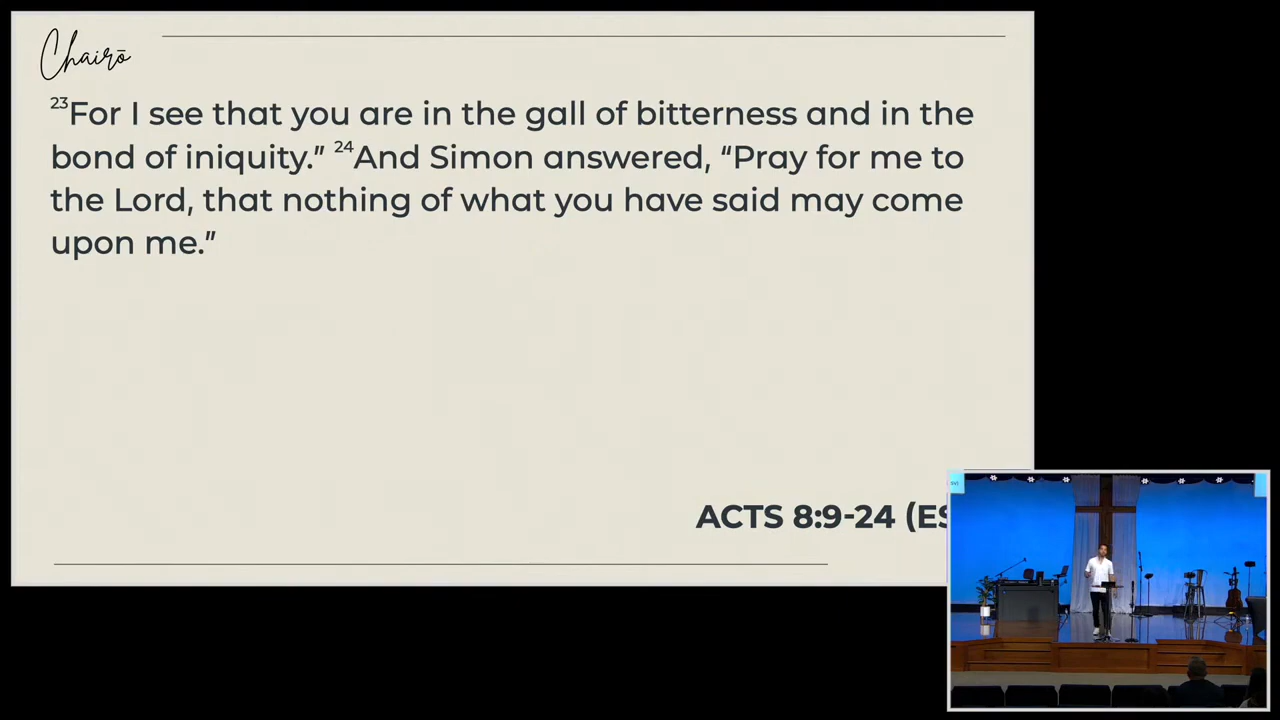 Chairō
²³For I see that you are in the gall of bitterness and in the
bond of iniquity.” ²⁴And Simon answered, “Pray for me to
the Lord, that nothing of what you have said may come
upon me.”
ACTS 8:9-24 (ES
SV)